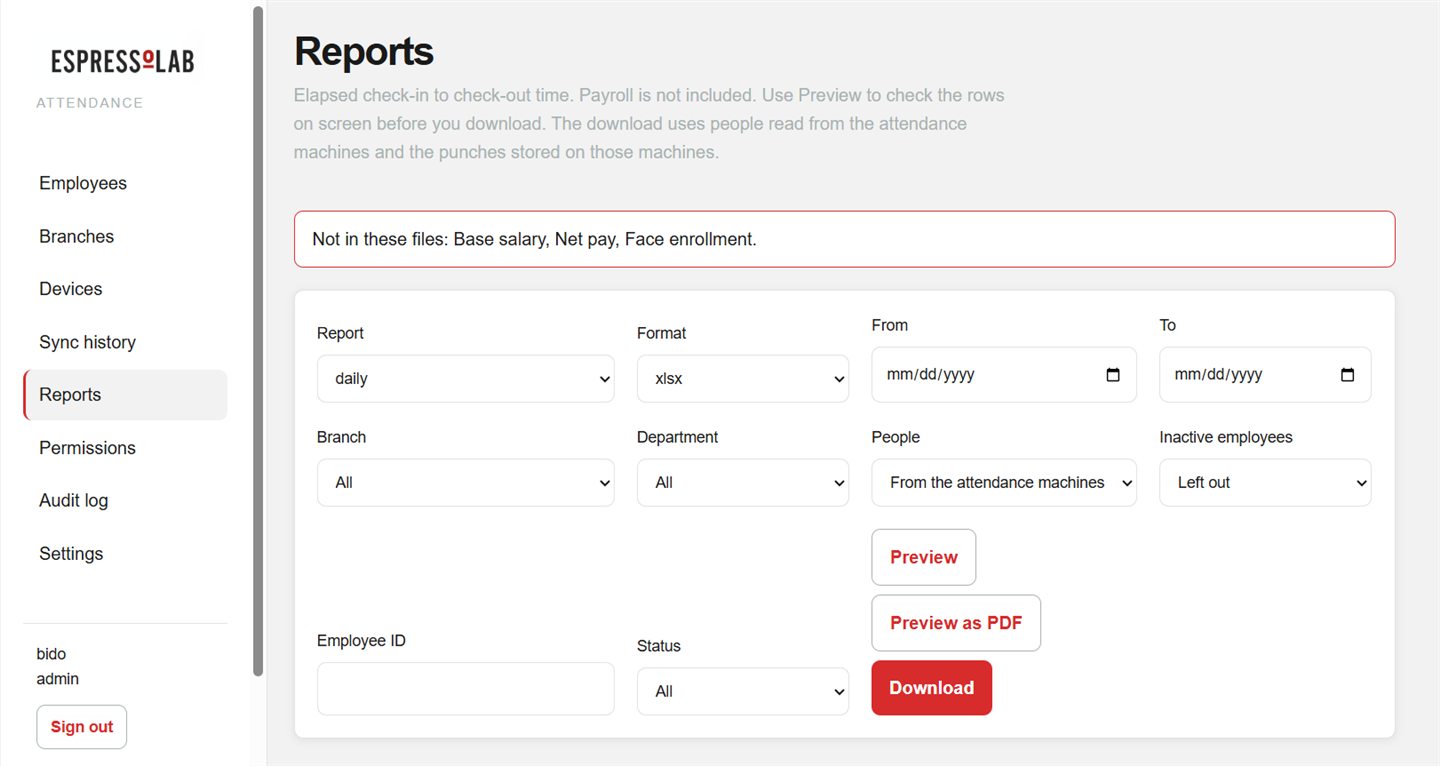 ESPRESSOLAB
ATTENDANCE
Employees
Branches
Devices
Sync history
Reports
Permissions
Audit log
Settings
bido
admin
Sign out
Reports
Elapsed check-in to check-out time. Payroll is not included. Use Preview to check the rows
on screen before you download. The download uses people read from the attendance
machines and the punches stored on those machines.
Not in these files: Base salary, Net pay, Face enrollment.
Report
Format
From
To
daily
xlsx
mm/dd/yyyy
mm/dd/yyyy
Branch
Department
People
Inactive employees
All
All
From the attendance machines
Left out
Preview
Preview as PDF
Employee ID
Status
All
Download